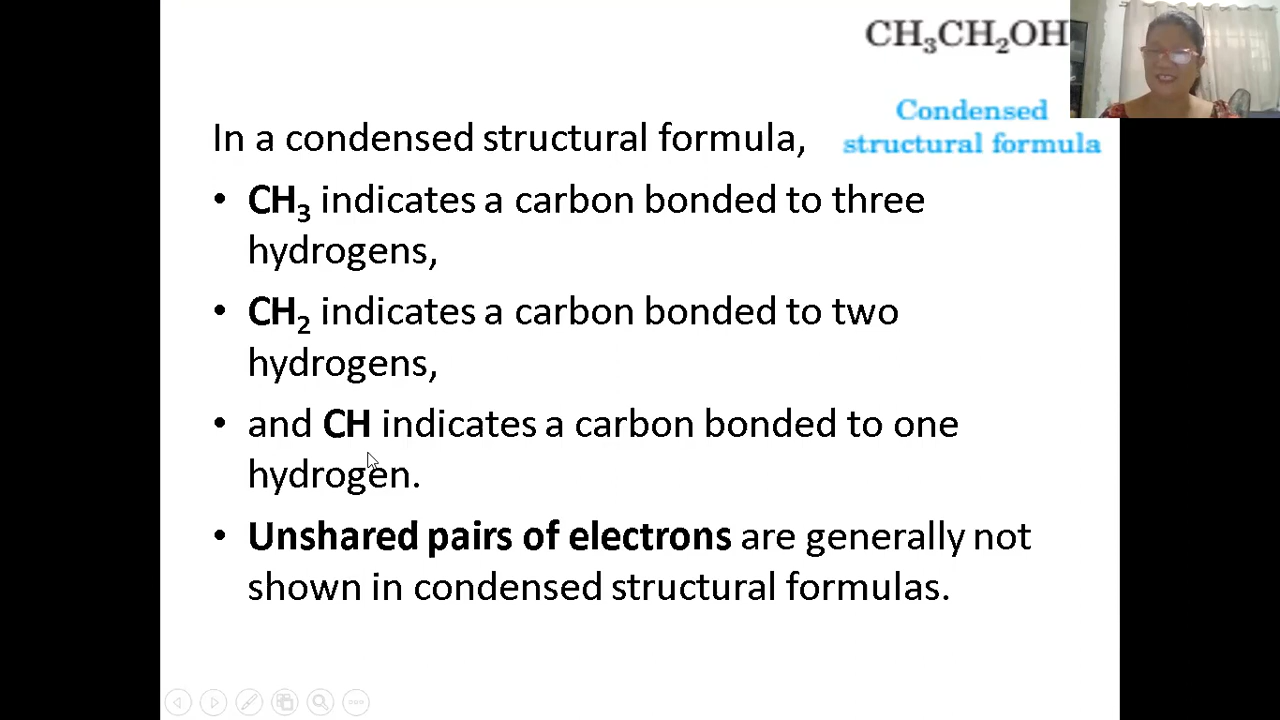 CH₃CH₂OH
Condensed
structural formula
In a condensed structural formula,
• CH₃ indicates a carbon bonded to three
hydrogens,
• CH₂ indicates a carbon bonded to two
hydrogens,
• and CH indicates a carbon bonded to one
hydrogen.
• Unshared pairs of electrons are generally not
shown in condensed structural formulas.